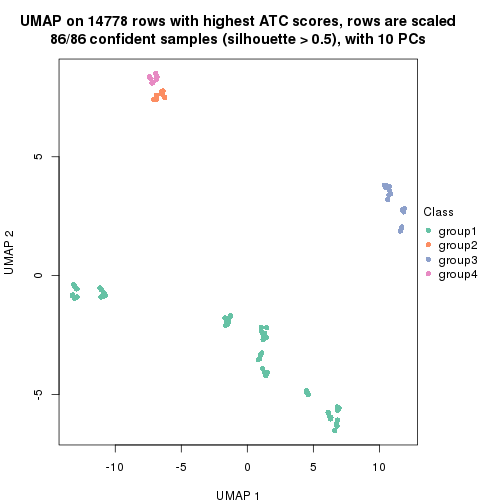 UMAP on 14778 rows with highest ATC scores, rows are scaled
86/86 confident samples (silhouette > 0.5), with 10 PCs
5
0
-5
UMAP 2
-10
-5
0
5
10
UMAP 1
Class
group1
group2
group3
group4